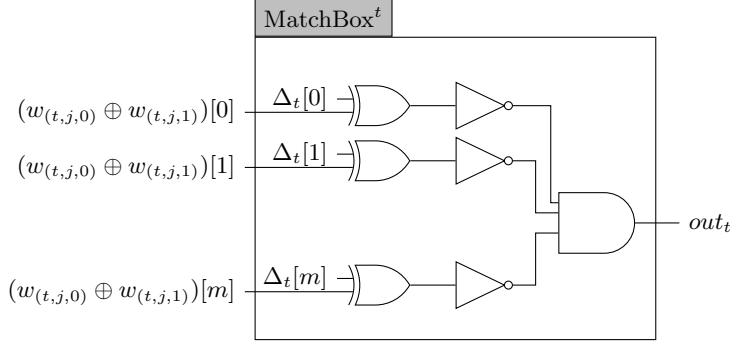 MatchBox^t
Δ_t[0]
(w_(t,j,0) ⊕ w_(t,j,1))[0]
Δ_t[1]
(w_(t,j,0) ⊕ w_(t,j,1))[1]
out_t
Δ_t[m]
(w_(t,j,0) ⊕ w_(t,j,1))[m]